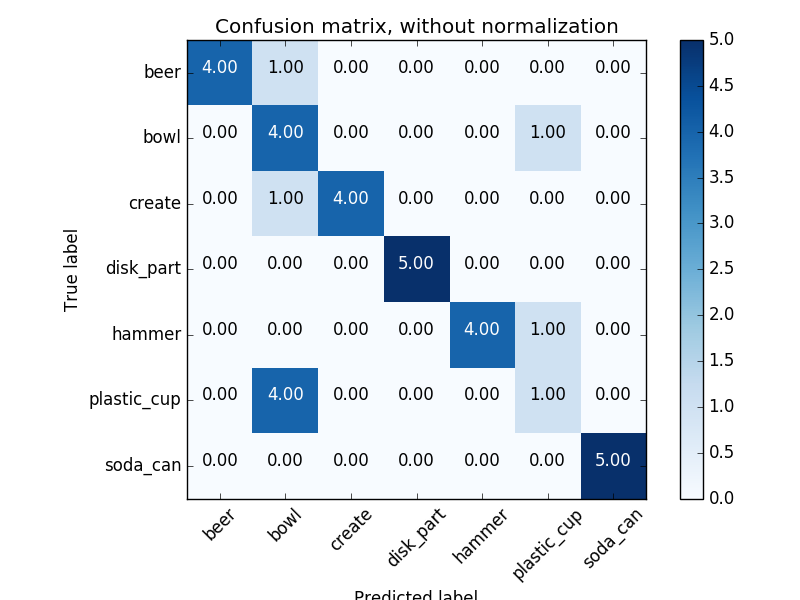 Confusion matrix, without normalization
beer 4.00 1.00 0.00 0.00 0.00 0.00 0.00
bowl 0.00 4.00 0.00 0.00 0.00 1.00 0.00
create 0.00 1.00 4.00 0.00 0.00 0.00 0.00
disk_part 0.00 0.00 0.00 5.00 0.00 0.00 0.00
hammer 0.00 0.00 0.00 0.00 4.00 1.00 0.00
plastic_cup 0.00 4.00 0.00 0.00 0.00 1.00 0.00
soda_can 0.00 0.00 0.00 0.00 0.00 0.00 5.00
True label
beer bowl create disk_part hammer plastic_cup soda_can
Predicted label
5.0
4.5
4.0
3.5
3.0
2.5
2.0
1.5
1.0
0.5
0.0